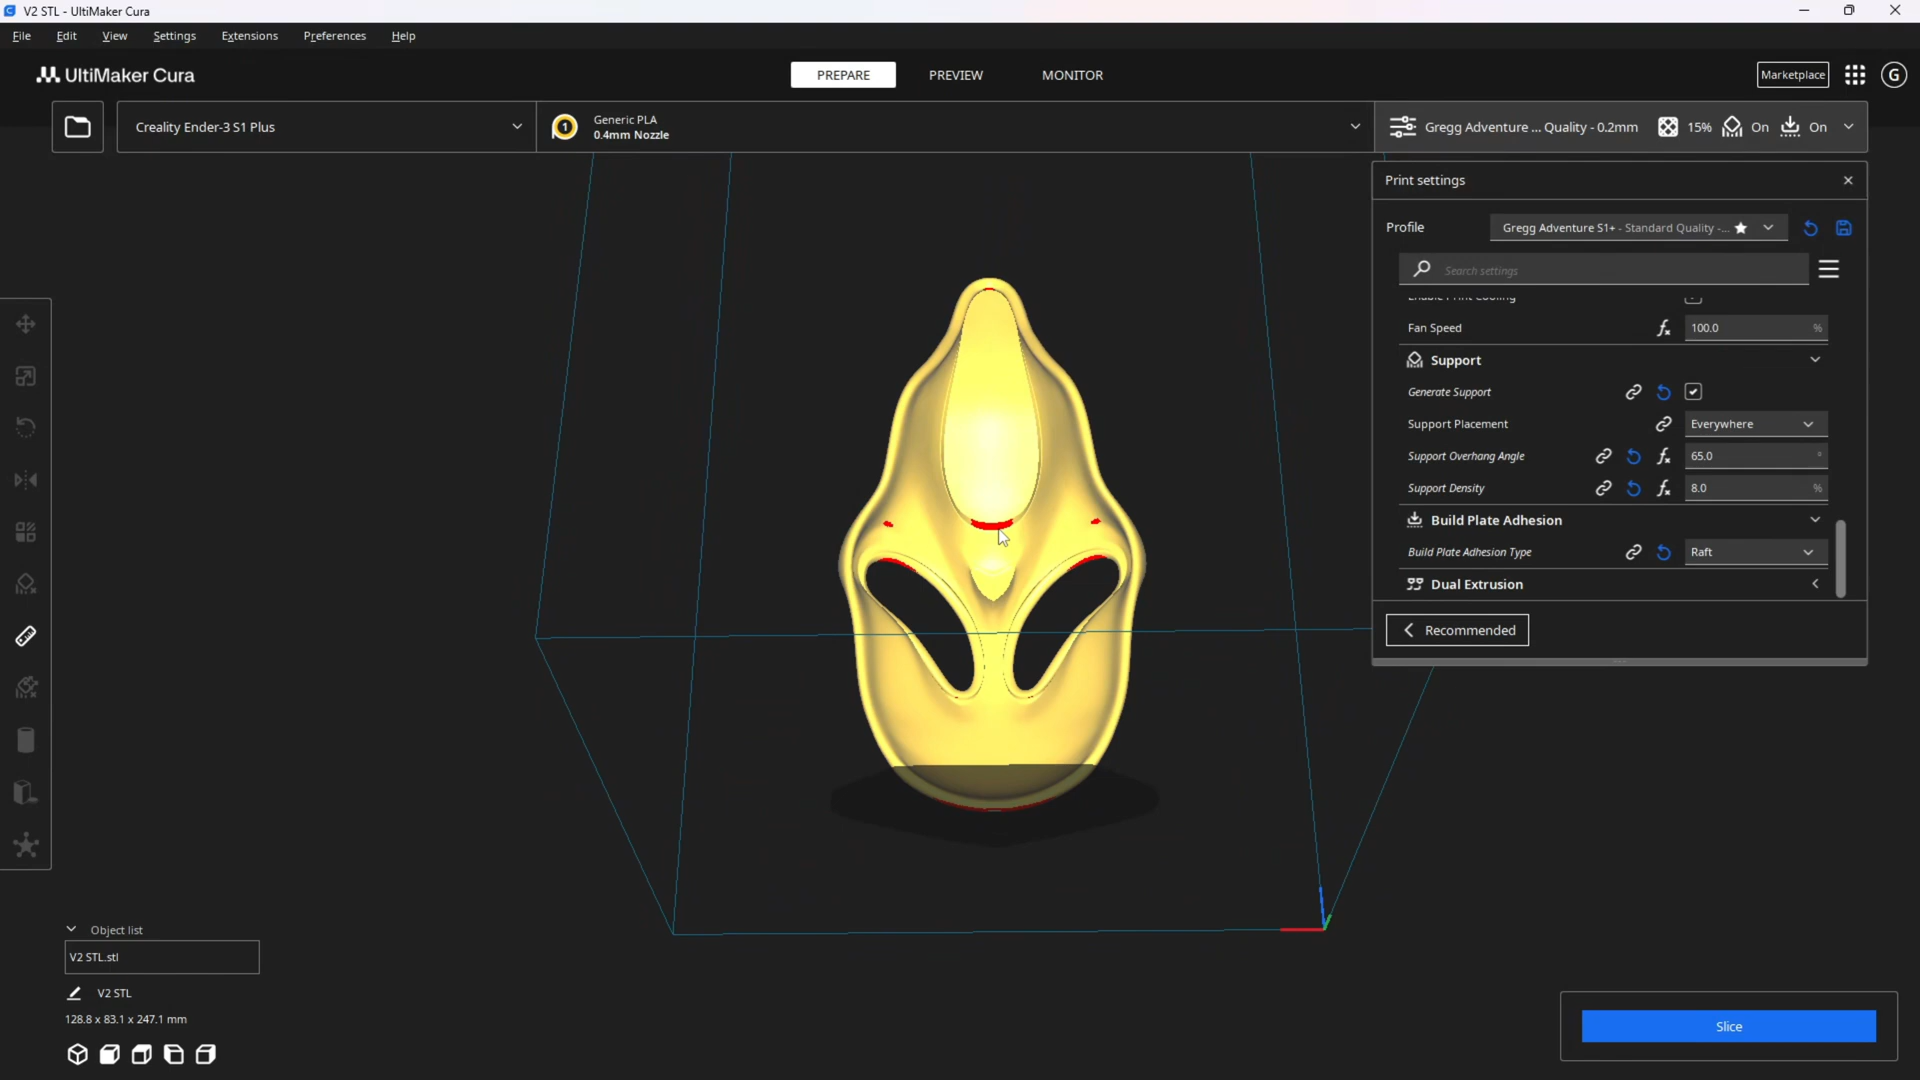 V2 STL - UltiMaker Cura
File Edit View Settings Extensions Preferences Help
UltiMaker Cura
PREPARE PREVIEW MONITOR
Marketplace
G
Creality Ender-3 S1 Plus
1
Generic PLA
0.4mm Nozzle
Gregg Adventure ... Quality - 0.2mm 15% On On
Print settings
Profile Gregg Adventure S1+ - Standard Quality -...
Search settings
Enable Print Cooling
Fan Speed 100.0 %
Support
Generate Support
Support Placement Everywhere
Support Overhang Angle 65.0 °
Support Density 8.0 %
Build Plate Adhesion
Build Plate Adhesion Type Raft
Dual Extrusion
Recommended
Object list
V2 STL.stl
V2 STL
128.8 x 83.1 x 247.1 mm
Slice